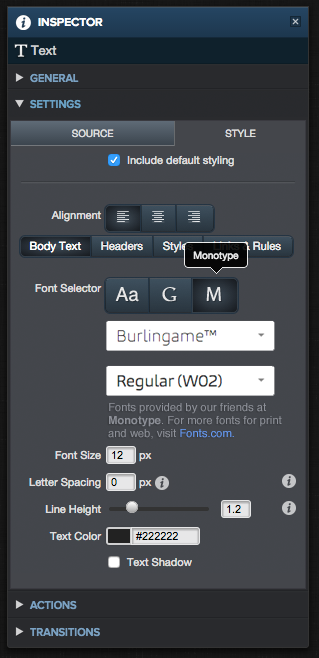 INSPECTOR
T Text
GENERAL
SETTINGS
SOURCE STYLE
Include default styling
Alignment
Body Text Headers Style & Rules
Monotype
Font Selector Aa G M
Burlingame™
Regular (W02)
Fonts provided by our friends at
Monotype. For more fonts for print
and web, visit Fonts.com.
Font Size 12 px
Letter Spacing 0 px
Line Height 1.2
Text Color #222222
Text Shadow
ACTIONS
TRANSITIONS